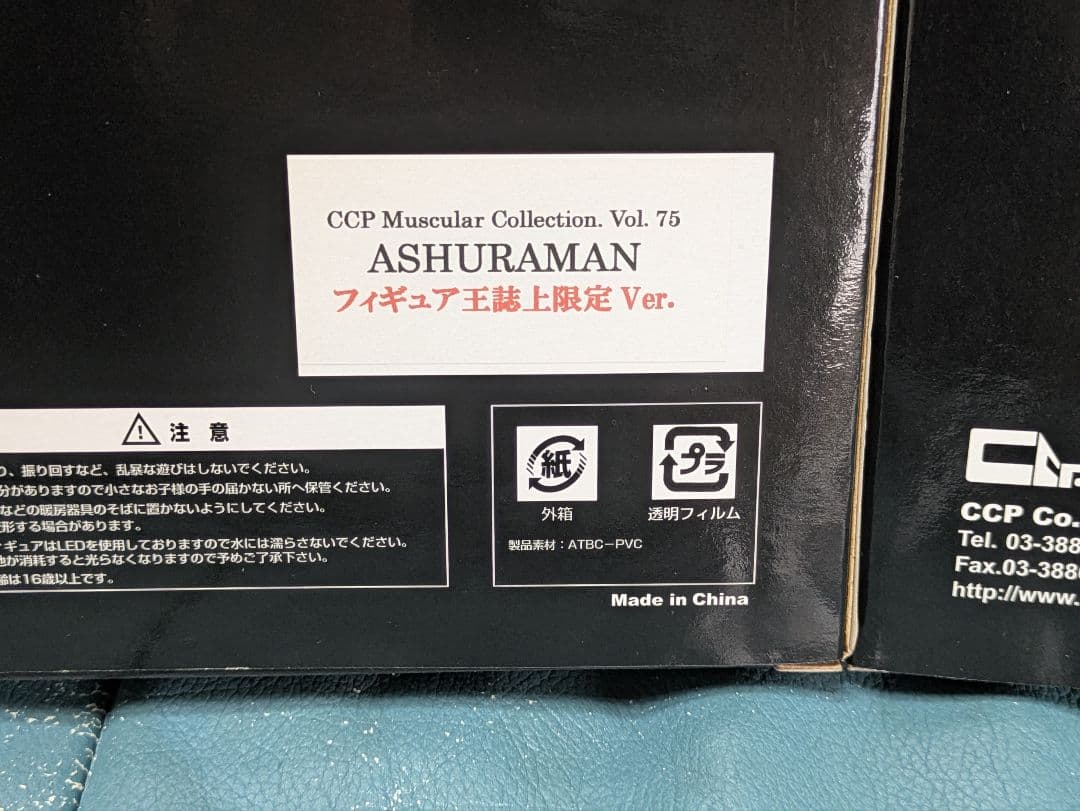 CCP Muscular Collection. Vol. 75
ASHURAMAN
フィギュア王誌上限定 Ver.
注 意
り、振り回すなど、乱暴な遊びはしないでください。
分がありますので小さなお子様の手の届かない所へ保管ください。
などの暖房器具のそばに置かないようにしてください。
形する場合があります。
ギュアはLEDを使用しておりますので水には濡らさないでください。
池が消耗すると光らなくなりますので予めご了承下さい。
齢は16歳以上です。
紙
外箱
プラ
透明フィルム
製品素材：ATBC−PVC
Made in China
CCP Co.
Tel. 03-388
Fax.03-388
http://www.